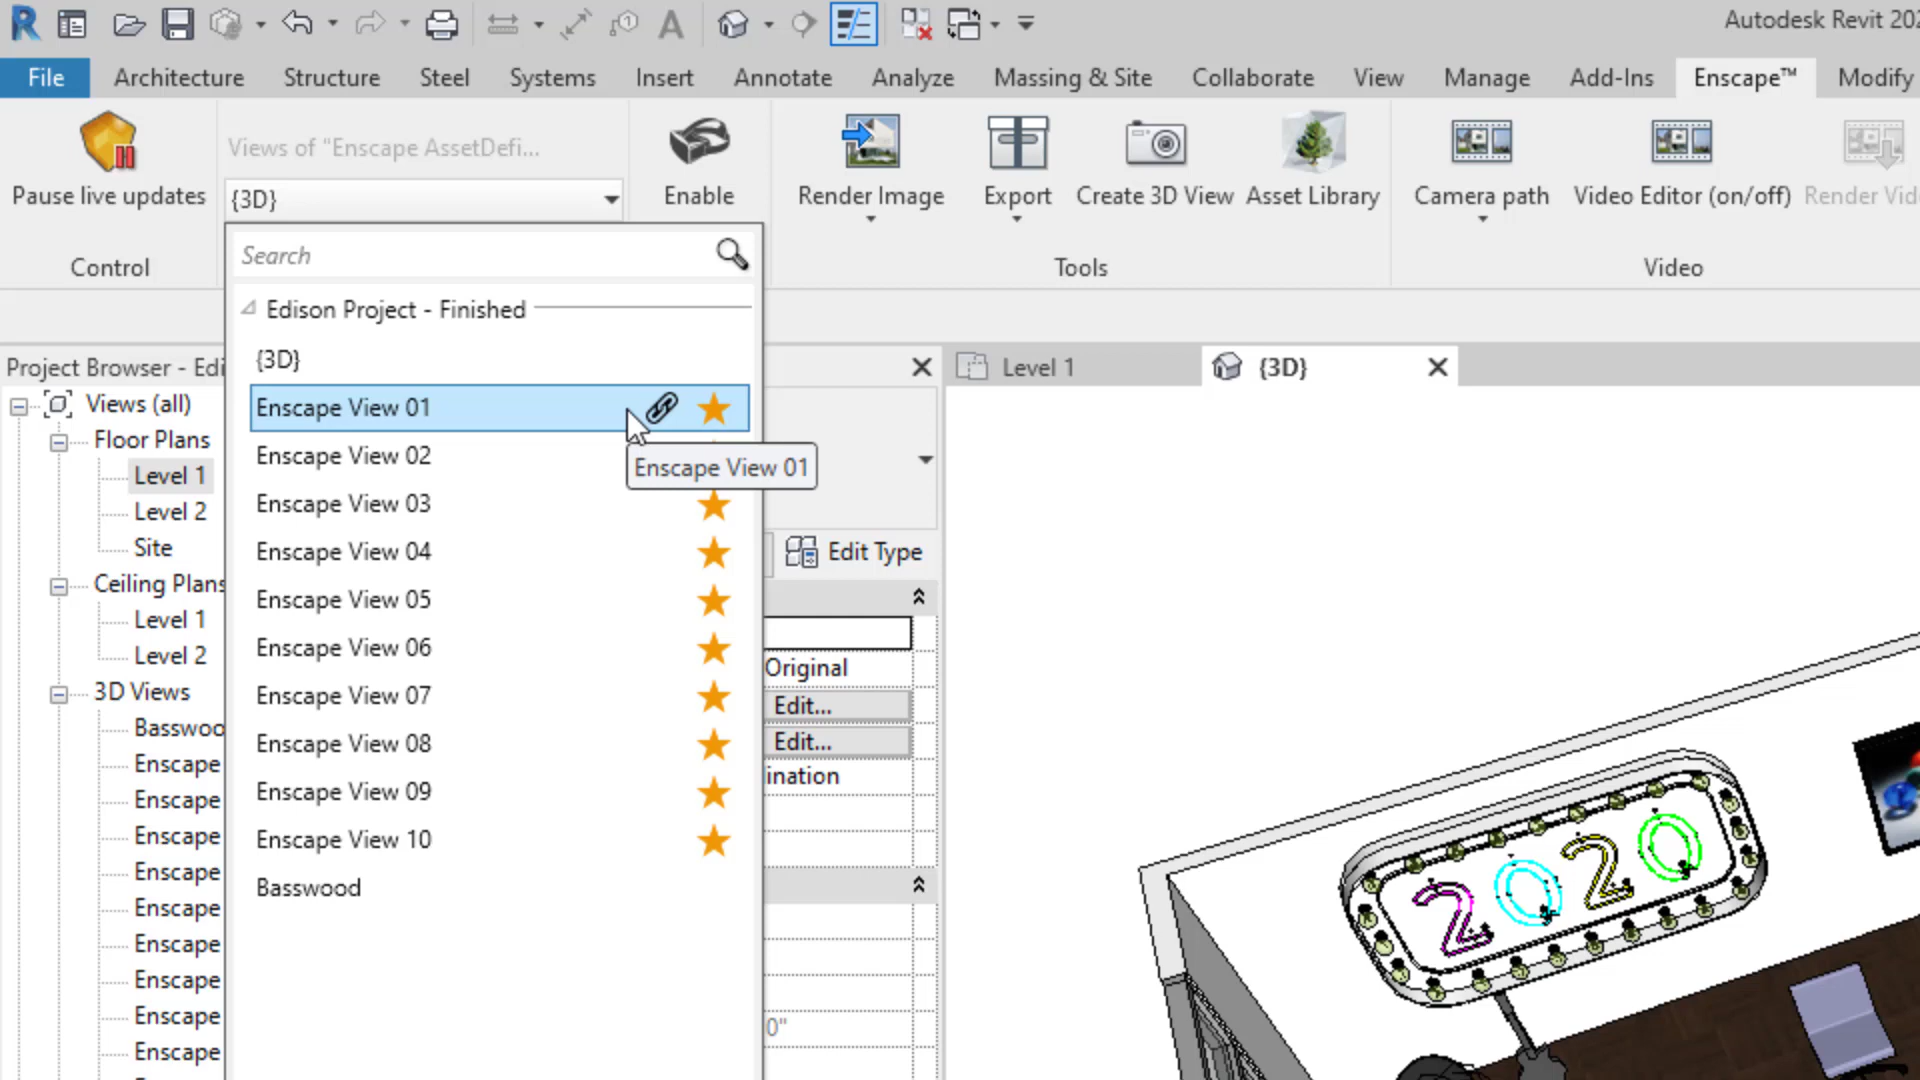 Autodesk Revit 202
File
Architecture
Structure
Steel
Systems
Insert
Annotate
Analyze
Massing & Site
Collaborate
View
Manage
Add-Ins
Enscape™
Modify
Pause live updates
Control
Views of "Enscape AssetDefi...
{3D}
Enable
Render Image
Export
Create 3D View
Asset Library
Tools
Camera path
Video Editor (on/off)
Render Vid
Video
Search
Edison Project - Finished
{3D}
Enscape View 01
Enscape View 02
Enscape View 01
Enscape View 03
Enscape View 04
Enscape View 05
Enscape View 06
Enscape View 07
Enscape View 08
Enscape View 09
Enscape View 10
Basswood
Project Browser - Edi
Views (all)
Floor Plans
Level 1
Level 2
Site
Ceiling Plans
Level 1
Level 2
3D Views
Basswoo
Enscape
Enscape
Enscape
Enscape
Enscape
Enscape
Enscape
Enscape
Enscape
Edit Type
Original
Edit...
Edit...
ination
0"
Level 1
{3D}
2020